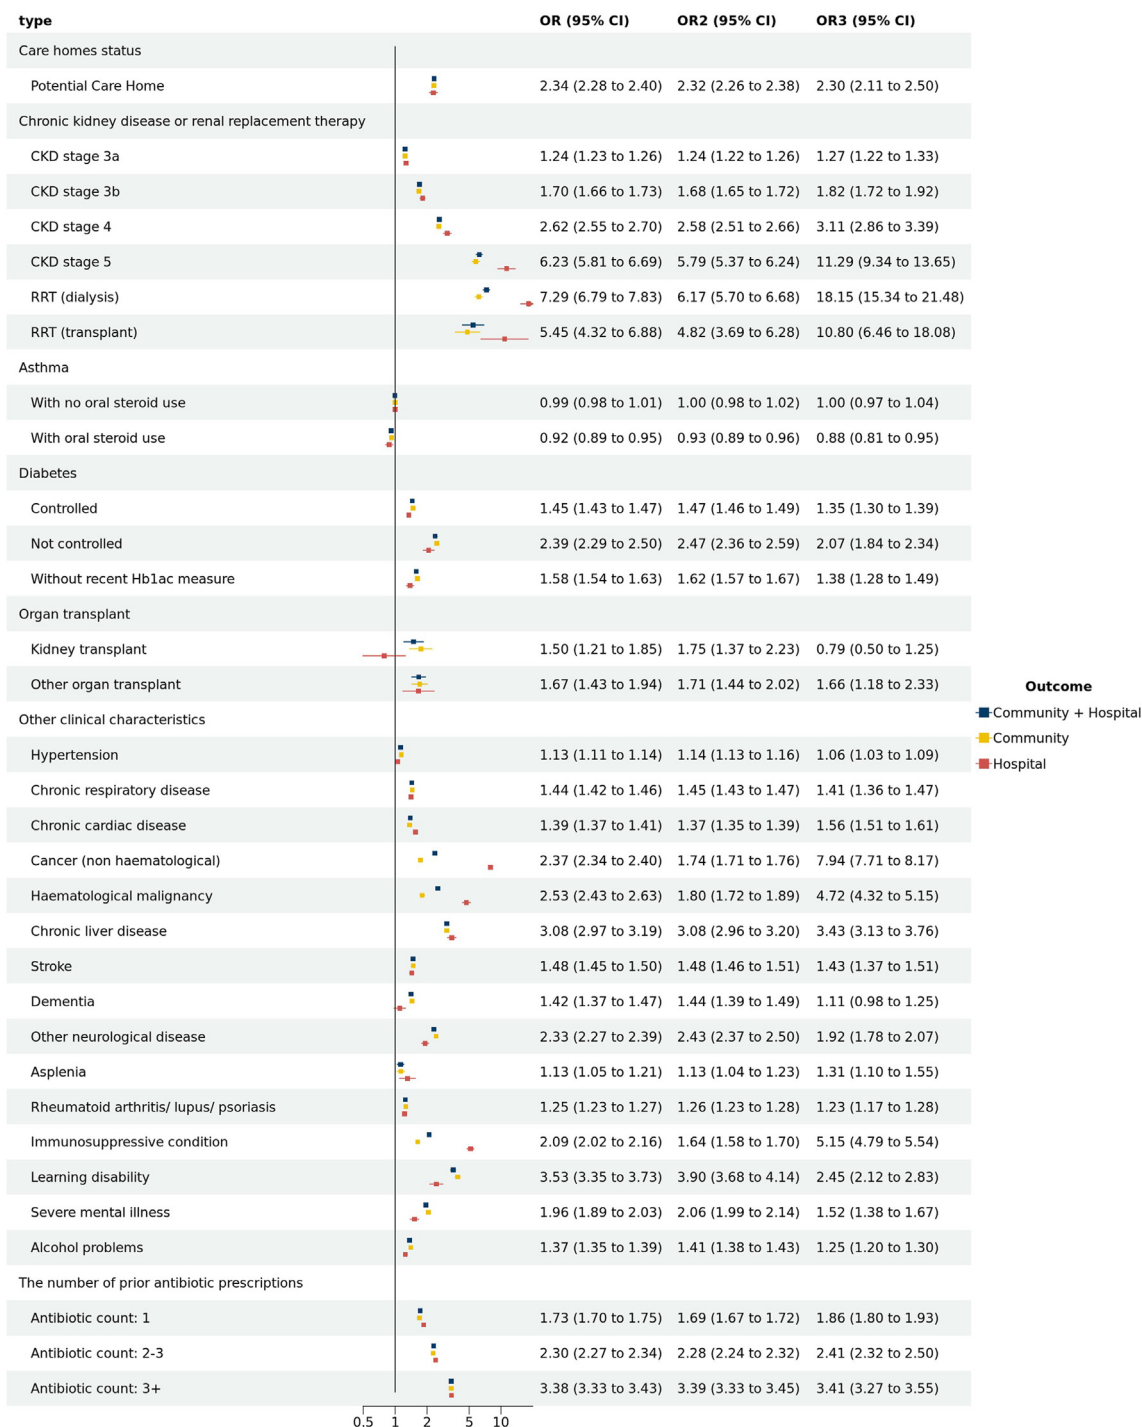 type OR (95% CI) OR2 (95% CI) OR3 (95% CI)
Care homes status
Potential Care Home 2.34 (2.28 to 2.40) 2.32 (2.26 to 2.38) 2.30 (2.11 to 2.50)
Chronic kidney disease or renal replacement therapy
CKD stage 3a 1.24 (1.23 to 1.26) 1.24 (1.22 to 1.26) 1.27 (1.22 to 1.33)
CKD stage 3b 1.70 (1.66 to 1.73) 1.68 (1.65 to 1.72) 1.82 (1.72 to 1.92)
CKD stage 4 2.62 (2.55 to 2.70) 2.58 (2.51 to 2.66) 3.11 (2.86 to 3.39)
CKD stage 5 6.23 (5.81 to 6.69) 5.79 (5.37 to 6.24) 11.29 (9.34 to 13.65)
RRT (dialysis) 7.29 (6.79 to 7.83) 6.17 (5.70 to 6.68) 18.15 (15.34 to 21.48)
RRT (transplant) 5.45 (4.32 to 6.88) 4.82 (3.69 to 6.28) 10.80 (6.46 to 18.08)
Asthma
With no oral steroid use 0.99 (0.98 to 1.01) 1.00 (0.98 to 1.02) 1.00 (0.97 to 1.04)
With oral steroid use 0.92 (0.89 to 0.95) 0.93 (0.89 to 0.96) 0.88 (0.81 to 0.95)
Diabetes
Controlled 1.45 (1.43 to 1.47) 1.47 (1.46 to 1.49) 1.35 (1.30 to 1.39)
Not controlled 2.39 (2.29 to 2.50) 2.47 (2.36 to 2.59) 2.07 (1.84 to 2.34)
Without recent Hb1ac measure 1.58 (1.54 to 1.63) 1.62 (1.57 to 1.67) 1.38 (1.28 to 1.49)
Organ transplant
Kidney transplant 1.50 (1.21 to 1.85) 1.75 (1.37 to 2.23) 0.79 (0.50 to 1.25)
Other organ transplant 1.67 (1.43 to 1.94) 1.71 (1.44 to 2.02) 1.66 (1.18 to 2.33)
Other clinical characteristics
Hypertension 1.13 (1.11 to 1.14) 1.14 (1.13 to 1.16) 1.06 (1.03 to 1.09)
Chronic respiratory disease 1.44 (1.42 to 1.46) 1.45 (1.43 to 1.47) 1.41 (1.36 to 1.47)
Chronic cardiac disease 1.39 (1.37 to 1.41) 1.37 (1.35 to 1.39) 1.56 (1.51 to 1.61)
Cancer (non haematological) 2.37 (2.34 to 2.40) 1.74 (1.71 to 1.76) 7.94 (7.71 to 8.17)
Haematological malignancy 2.53 (2.43 to 2.63) 1.80 (1.72 to 1.89) 4.72 (4.32 to 5.15)
Chronic liver disease 3.08 (2.97 to 3.19) 3.08 (2.96 to 3.20) 3.43 (3.13 to 3.76)
Stroke 1.48 (1.45 to 1.50) 1.48 (1.46 to 1.51) 1.43 (1.37 to 1.51)
Dementia 1.42 (1.37 to 1.47) 1.44 (1.39 to 1.49) 1.11 (0.98 to 1.25)
Other neurological disease 2.33 (2.27 to 2.39) 2.43 (2.37 to 2.50) 1.92 (1.78 to 2.07)
Asplenia 1.13 (1.05 to 1.21) 1.13 (1.04 to 1.23) 1.31 (1.10 to 1.55)
Rheumatoid arthritis/ lupus/ psoriasis 1.25 (1.23 to 1.27) 1.26 (1.23 to 1.28) 1.23 (1.17 to 1.28)
Immunosuppressive condition 2.09 (2.02 to 2.16) 1.64 (1.58 to 1.70) 5.15 (4.79 to 5.54)
Learning disability 3.53 (3.35 to 3.73) 3.90 (3.68 to 4.14) 2.45 (2.12 to 2.83)
Severe mental illness 1.96 (1.89 to 2.03) 2.06 (1.99 to 2.14) 1.52 (1.38 to 1.67)
Alcohol problems 1.37 (1.35 to 1.39) 1.41 (1.38 to 1.43) 1.25 (1.20 to 1.30)
The number of prior antibiotic prescriptions
Antibiotic count: 1 1.73 (1.70 to 1.75) 1.69 (1.67 to 1.72) 1.86 (1.80 to 1.93)
Antibiotic count: 2-3 2.30 (2.27 to 2.34) 2.28 (2.24 to 2.32) 2.41 (2.32 to 2.50)
Antibiotic count: 3+ 3.38 (3.33 to 3.43) 3.39 (3.33 to 3.45) 3.41 (3.27 to 3.55)
0.5 1 2 5 10
Outcome
Community + Hospital
Community
Hospital